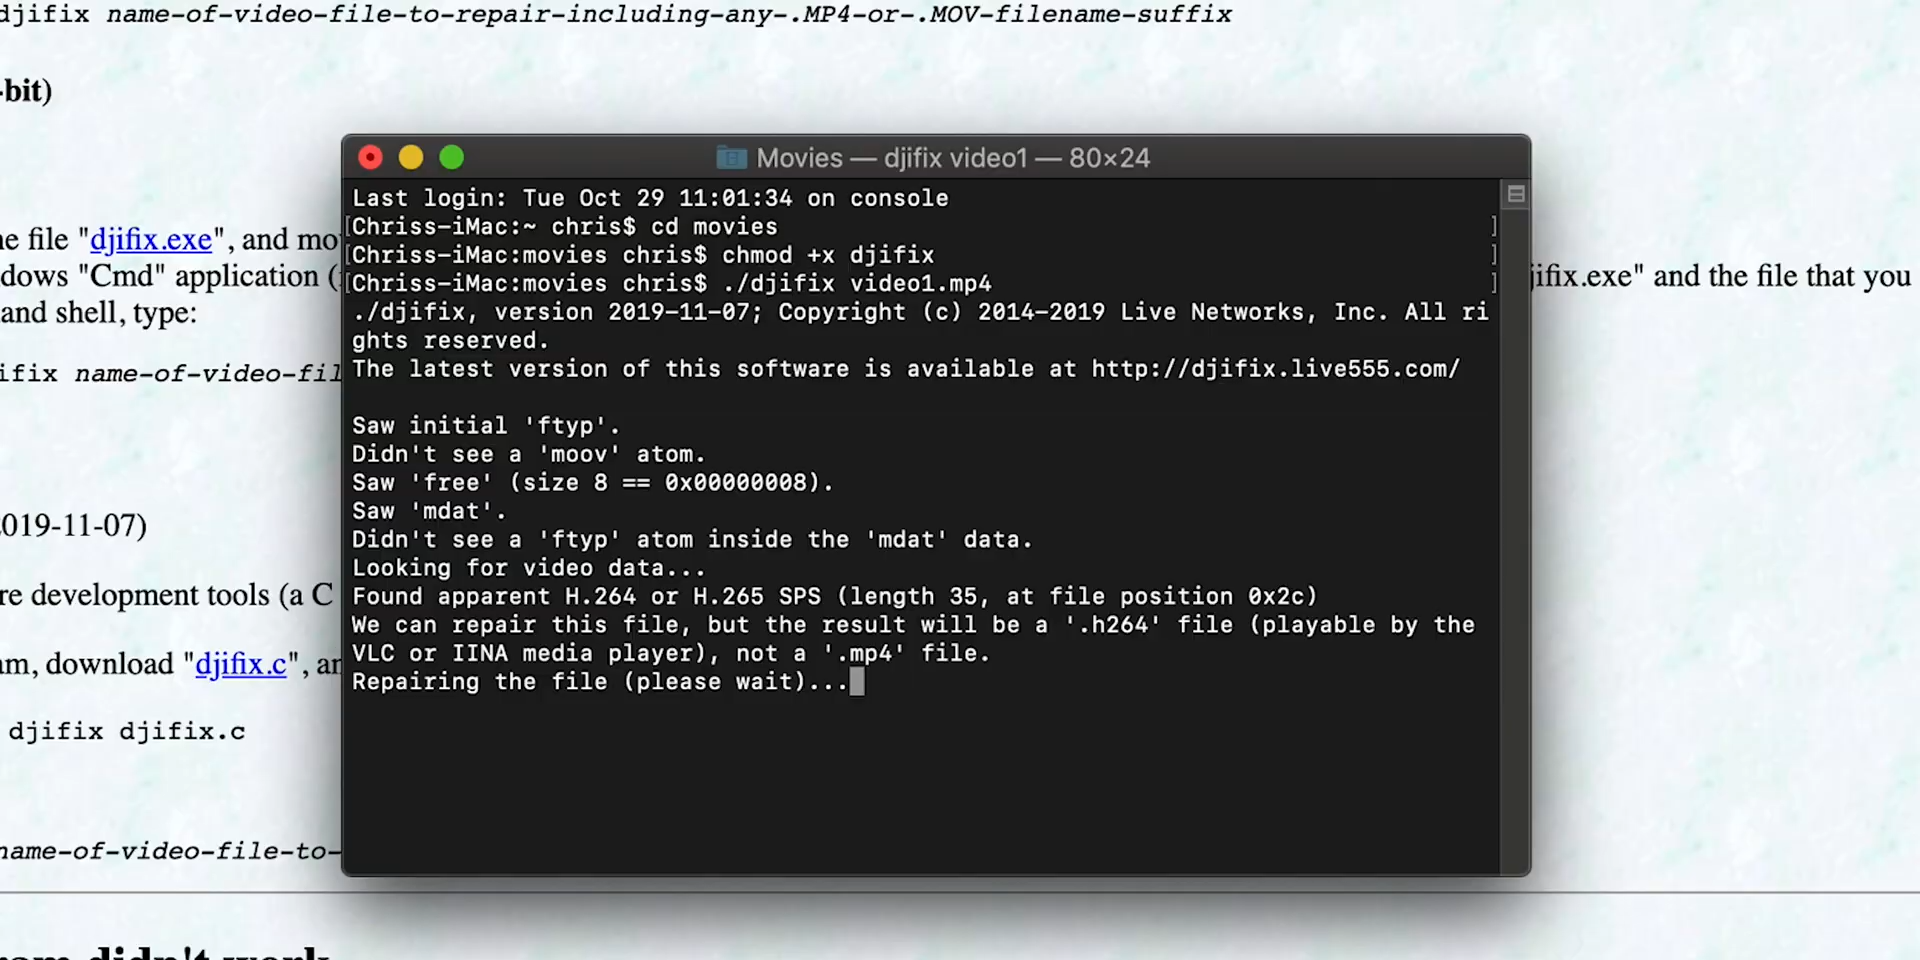 djifix name-of-video-file-to-repair-including-any-.MP4-or-.MOV-filename-suffix
-bit)
he file "djifix.exe", and mo
dows "Cmd" application (
jifix.exe" and the file that you
and shell, type:
ifix name-of-video-fil
2019-11-07)
re development tools (a C
am, download "djifix.c", an
djifix djifix.c
name-of-video-file-to-
Movies — djifix video1 — 80×24
Last login: Tue Oct 29 11:01:34 on console
[Chriss-iMac:~ chris$ cd movies ]
[Chriss-iMac:movies chris$ chmod +x djifix ]
[Chriss-iMac:movies chris$ ./djifix video1.mp4 ]
./djifix, version 2019-11-07; Copyright (c) 2014-2019 Live Networks, Inc. All ri
ghts reserved.
The latest version of this software is available at http://djifix.live555.com/
Saw initial 'ftyp'.
Didn't see a 'moov' atom.
Saw 'free' (size 8 == 0x00000008).
Saw 'mdat'.
Didn't see a 'ftyp' atom inside the 'mdat' data.
Looking for video data...
Found apparent H.264 or H.265 SPS (length 35, at file position 0x2c)
We can repair this file, but the result will be a '.h264' file (playable by the
VLC or IINA media player), not a '.mp4' file.
Repairing the file (please wait)...
didn't work